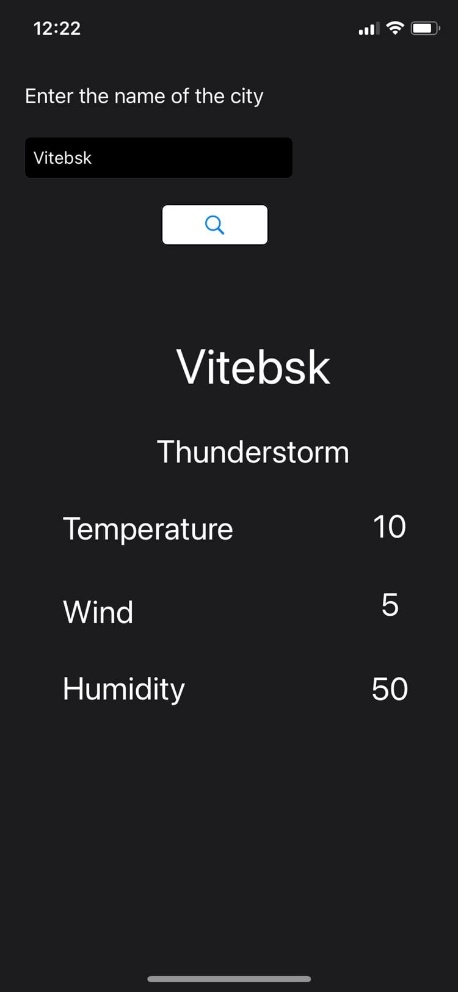 12:22
Enter the name of the city
Vitebsk
Vitebsk
Thunderstorm
Temperature 10
Wind 5
Humidity 50